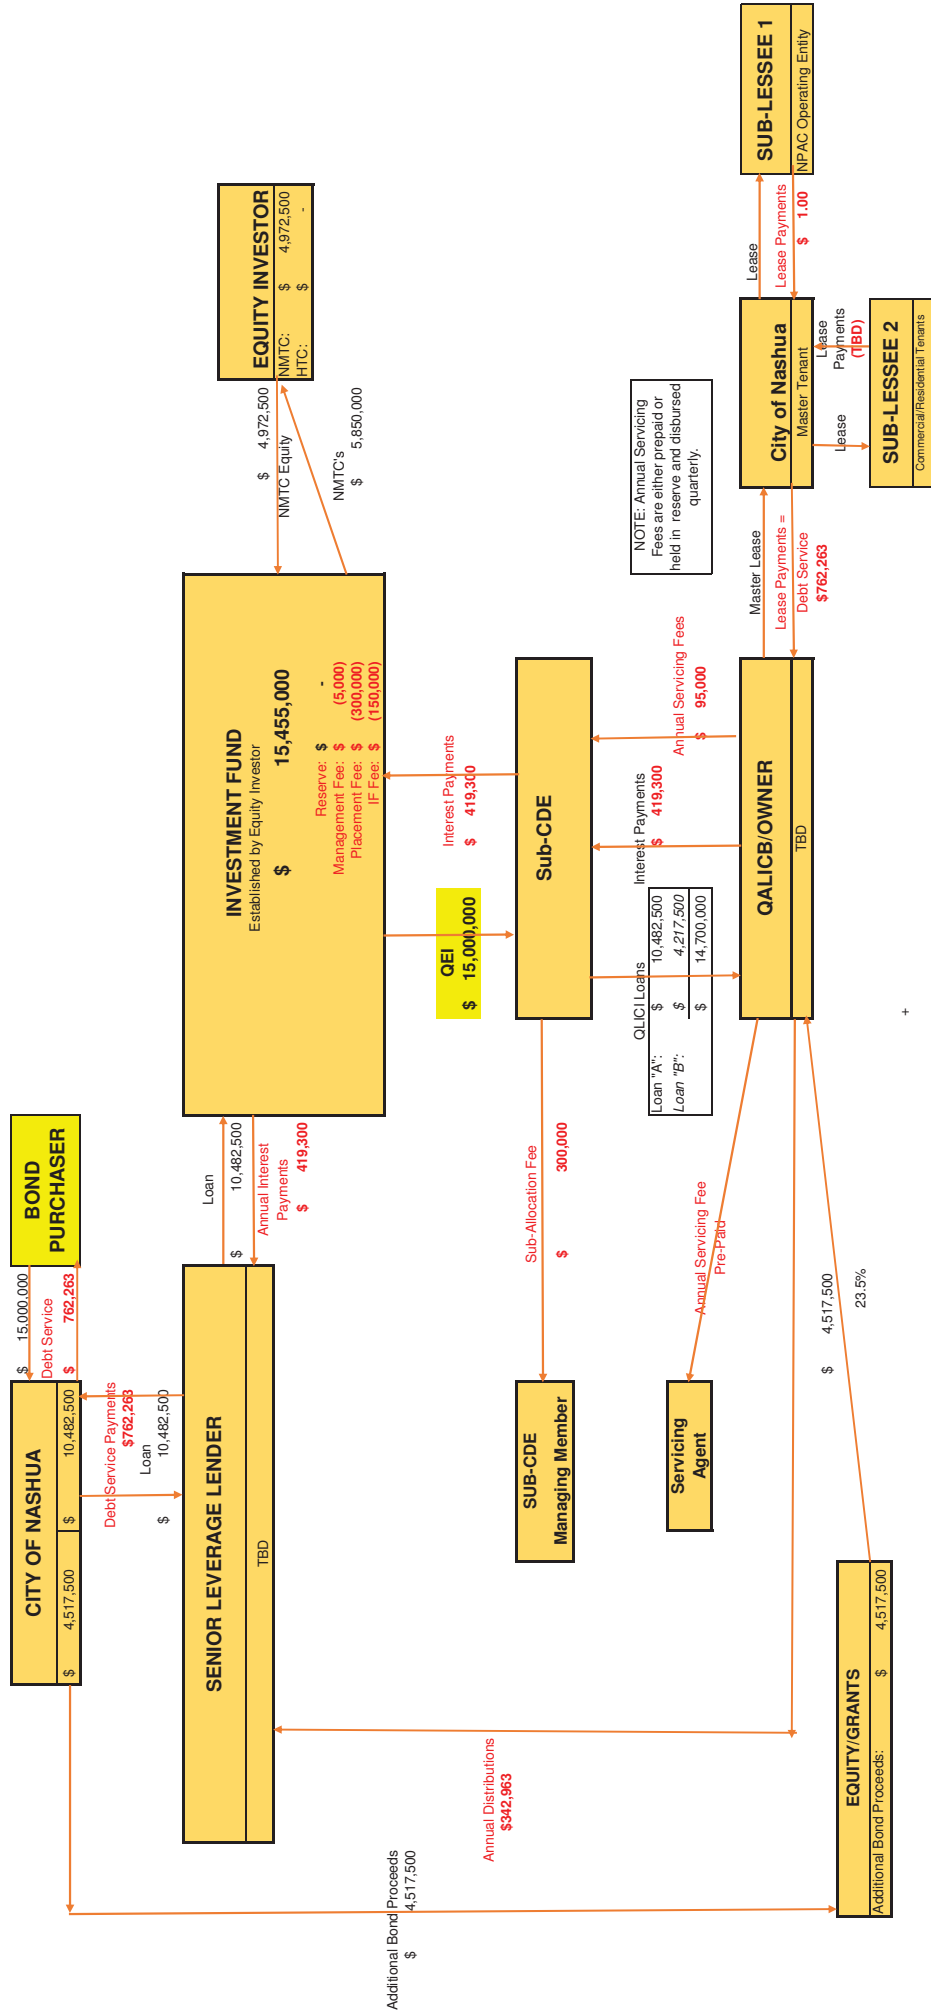 CITY OF NASHUA
$ 4,517,500 $ 10,482,500
$ 15,000,000
Debt Service
$ 762,263
BOND
PURCHASER
Debt Service Payments
$762,263
Loan
$ 10,482,500
SENIOR LEVERAGE LENDER
TBD
Loan
$ 10,482,500
Annual Interest
Payments
$ 419,300
INVESTMENT FUND
Established by Equity Investor
$ 15,455,000
Reserve: $ -
Management Fee: $ (5,000)
Placement Fee: $ (300,000)
IF Fee: $ (150,000)
$ 4,972,500
NMTC Equity
NMTC's
$ 5,850,000
EQUITY INVESTOR
NMTC: $ 4,972,500
HTC: $ -
Additional Bond Proceeds
$ 4,517,500
Annual Distributions
$342,963
QEI
$ 15,000,000
Interest Payments
$ 419,300
SUB-CDE
Managing Member
Sub-Allocation Fee
$ 300,000
Sub-CDE
NOTE: Annual Servicing
Fees are either prepaid or
held in reserve and disbursed
quarterly.
Servicing
Agent
Annual Servicing Fee
Pre-Paid
QLICI Loans
Loan "A": $ 10,482,500
Loan "B": $ 4,217,500
$ 14,700,000
Interest Payments
$ 419,300
Annual Servicing Fees
$ 95,000
QALICB/OWNER
TBD
Master Lease
Lease Payments =
Debt Service
$762,263
City of Nashua
Master Tenant
Lease
Lease Payments
$ 1.00
SUB-LESSEE 1
NPAC Operating Entity
Lease
Lease
Payments
(TBD)
SUB-LESSEE 2
Commercial/Residential Tenants
EQUITY/GRANTS
Additional Bond Proceeds: $ 4,517,500
$ 4,517,500
23.5%
+